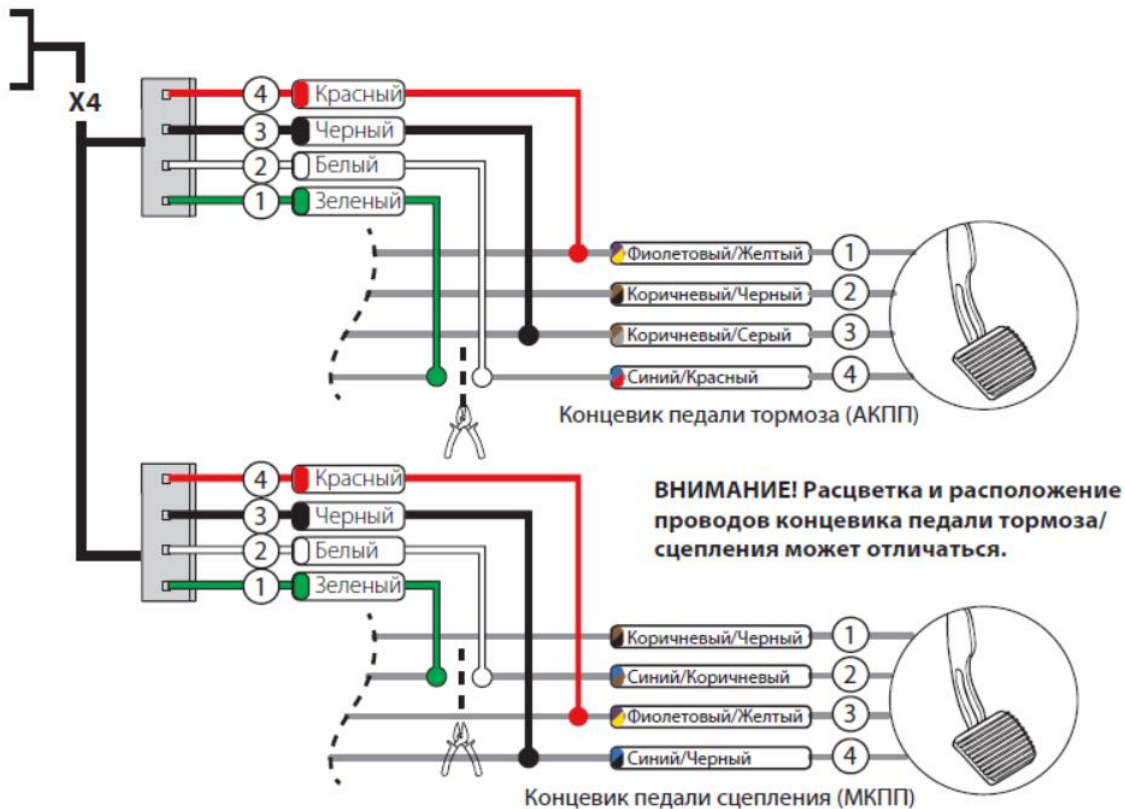 X4
4 Красный
3 Черный
2 Белый
1 Зеленый
Фиолетовый/Желтый 1
Коричневый/Черный 2
Коричневый/Серый 3
Синий/Красный 4
Концевик педали тормоза (АКПП)
4 Красный
3 Черный
2 Белый
1 Зеленый
ВНИМАНИЕ! Расцветка и расположение
проводов концевика педали тормоза/
сцепления может отличаться.
Коричневый/Черный 1
Синий/Коричневый 2
Фиолетовый/Желтый 3
Синий/Черный 4
Концевик педали сцепления (МКПП)